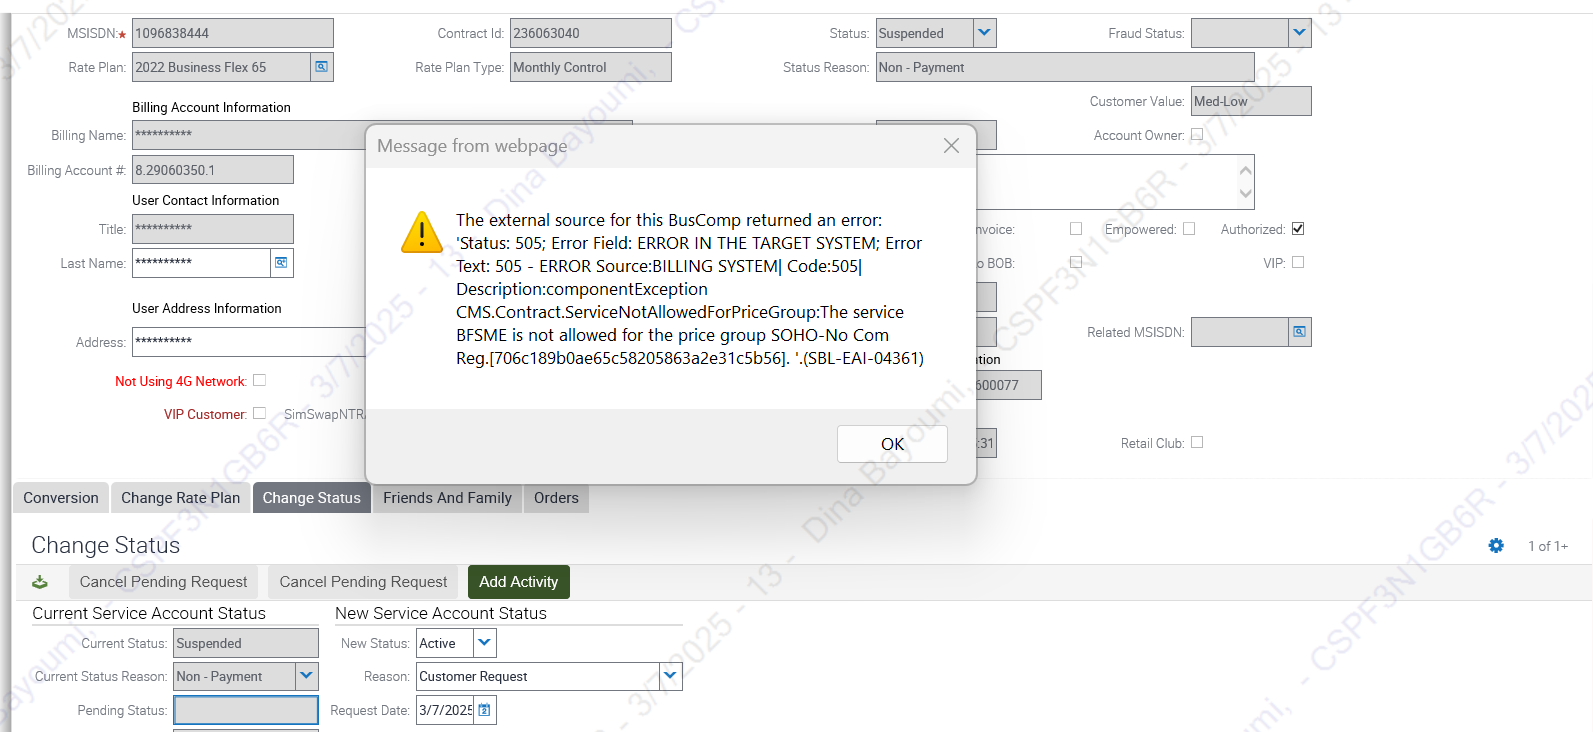 MSISDN:★ 1096838444 Contract Id: 236063040 Status: Suspended Fraud Status:
Rate Plan: 2022 Business Flex 65 Rate Plan Type: Monthly Control Status Reason: Non - Payment
Customer Value: Med-Low
Billing Account Information
Billing Name: ********** Account Owner:
Billing Account #: 8.29060350.1
User Contact Information
Title: ********** nvoice: Empowered: Authorized:
Last Name: ********** o BOB: VIP:
User Address Information
Address: ********** Related MSISDN:
tion
Not Using 4G Network: 600077
VIP Customer: SimSwapNTRA :31 Retail Club:
Message from webpage
The external source for this BusComp returned an error:
'Status: 505; Error Field: ERROR IN THE TARGET SYSTEM; Error
Text: 505 - ERROR Source:BILLING SYSTEM| Code:505|
Description:componentException
CMS.Contract.ServiceNotAllowedForPriceGroup:The service
BFSME is not allowed for the price group SOHO-No Com
Reg.[706c189b0ae65c58205863a2e31c5b56]. '.(SBL-EAI-04361)
OK
Conversion Change Rate Plan Change Status Friends And Family Orders
Change Status 1 of 1+
Cancel Pending Request Cancel Pending Request Add Activity
Current Service Account Status New Service Account Status
Current Status: Suspended New Status: Active
Current Status Reason: Non - Payment Reason: Customer Request
Pending Status: Request Date: 3/7/2025
Dina Bayoumi, - CSPF3N1GB6R - 3/7/2025 - 13 -